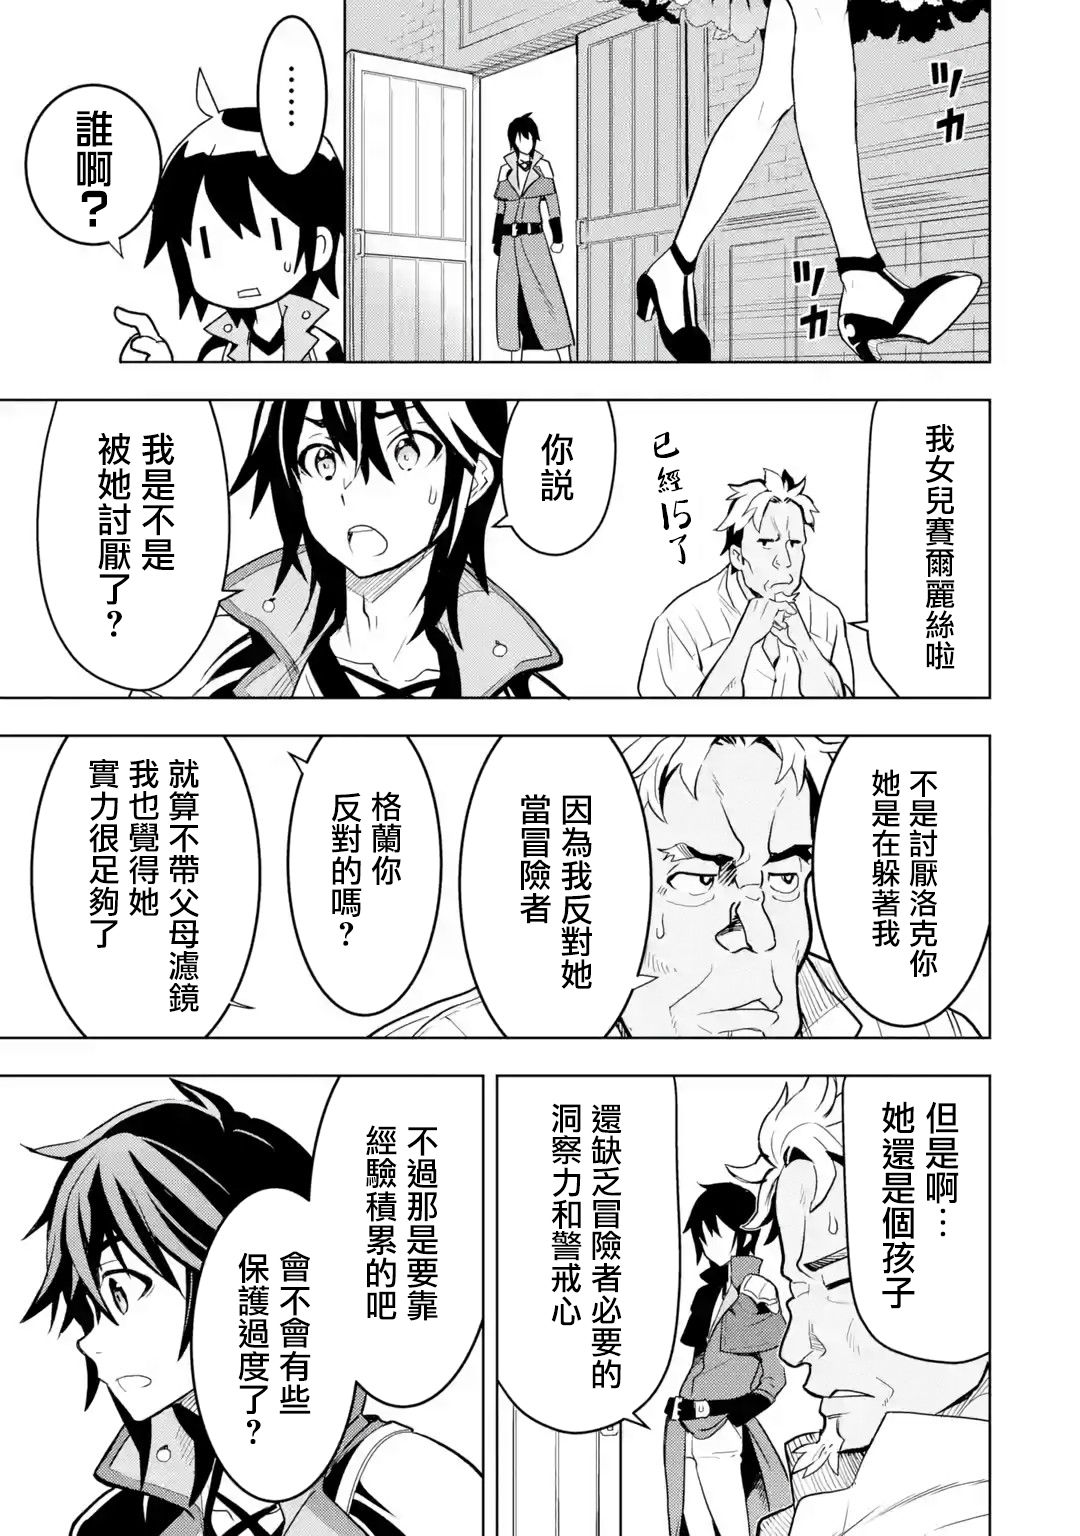 ツカ
ツカ
……
誰啊?
我女兒賽爾麗絲啦
已經15了
你説
我是不是
被她討厭了?
不是討厭洛克你
她是在躲著我
因為我反對她
當冒險者
格蘭你
反對的嗎?
就算不帶父母濾鏡
我也覺得她
實力很足夠了
但是啊…
她還是個孩子
還缺乏冒險者必要的
洞察力和警戒心
不過那是要靠
經驗積累的吧
會不會有些
保護過度了?